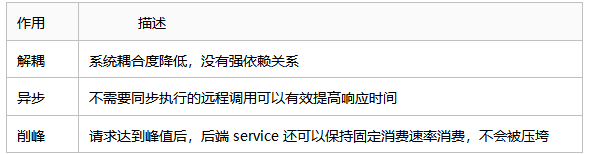 作用 描述
解耦 系统耦合度降低，没有强依赖关系
异步 不需要同步执行的远程调用可以有效提高响应时间
削峰 请求达到峰值后，后端 service 还可以保持固定消费速率消费，不会被压垮